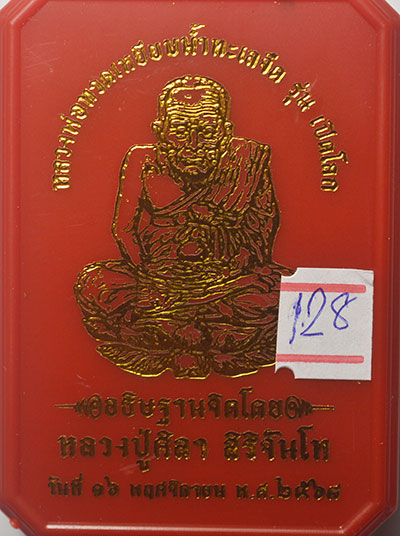 หลวงพ่อทวดเหยียบน้ำทะเลจืด รุ่น เปิดโลก
128
อธิษฐานจิตโดย
หลวงปู่ศิลา สิริจันโท
วันที่ ๑๖ พฤศจิกายน พ.ศ.๒๕๖๘